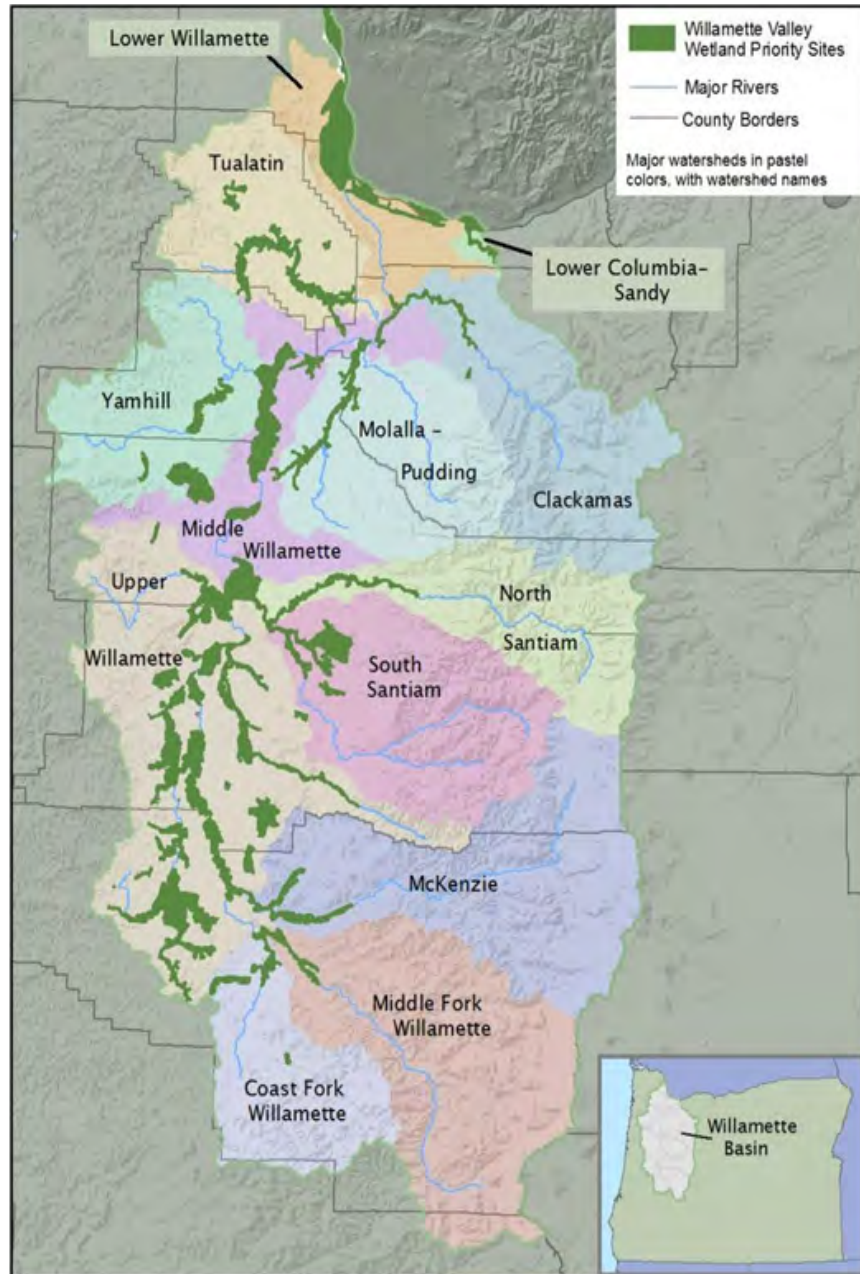 Lower Willamette
Willamette Valley
Wetland Priority Sites
Major Rivers
County Borders
Major watersheds in pastel
colors, with watershed names
Tualatin
Lower Columbia–
Sandy
Yamhill
Molalla –
Pudding
Clackamas
Middle
Willamette
Upper
Willamette
North
Santiam
South
Santiam
McKenzie
Middle Fork
Willamette
Coast Fork
Willamette
Willamette
Basin